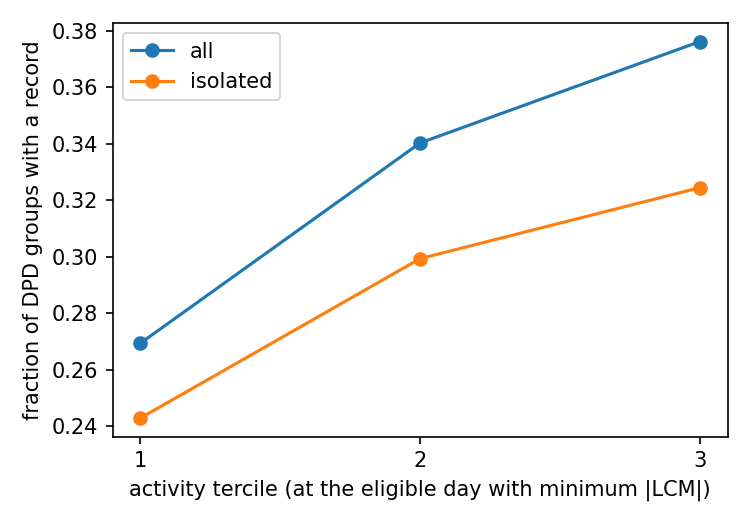 0.38
0.36
0.34
0.32
0.30
0.28
0.26
0.24
fraction of DPD groups with a record
all
isolated
1
2
3
activity tercile (at the eligible day with minimum |LCM|)